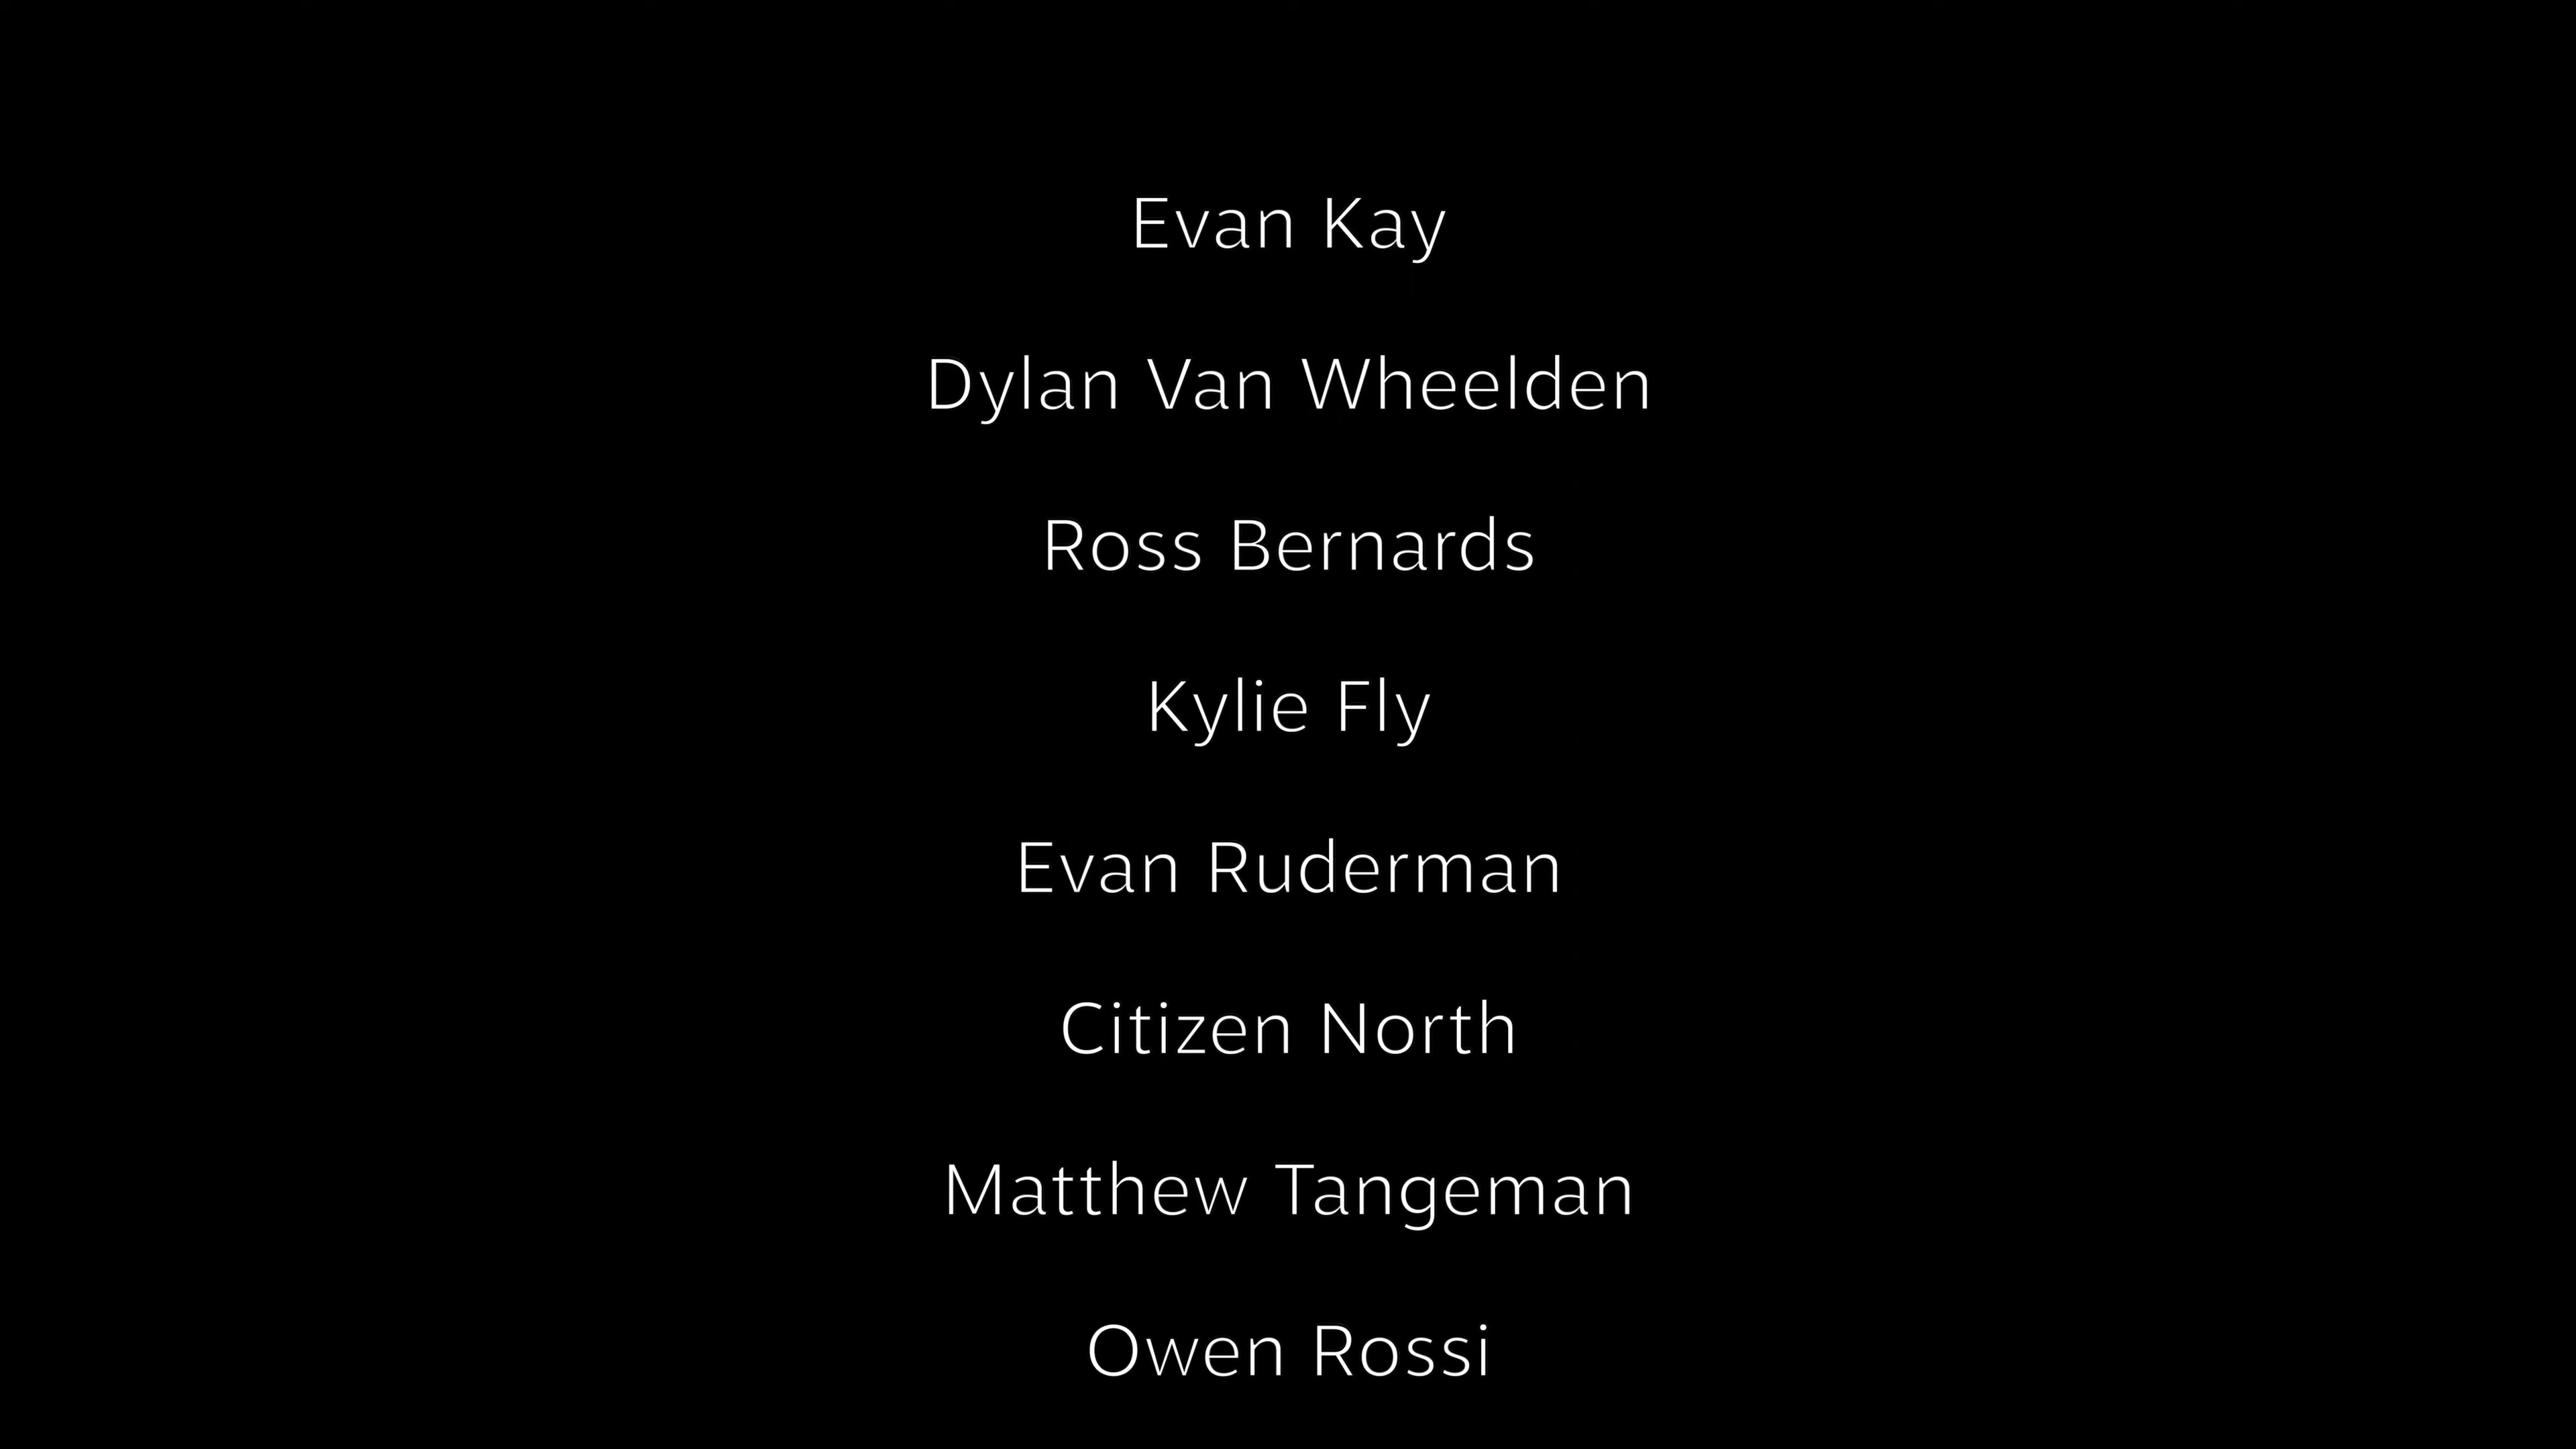 Evan Kay
Dylan Van Wheelden
Ross Bernards
Kylie Fly
Evan Ruderman
Citizen North
Matthew Tangeman
Owen Rossi